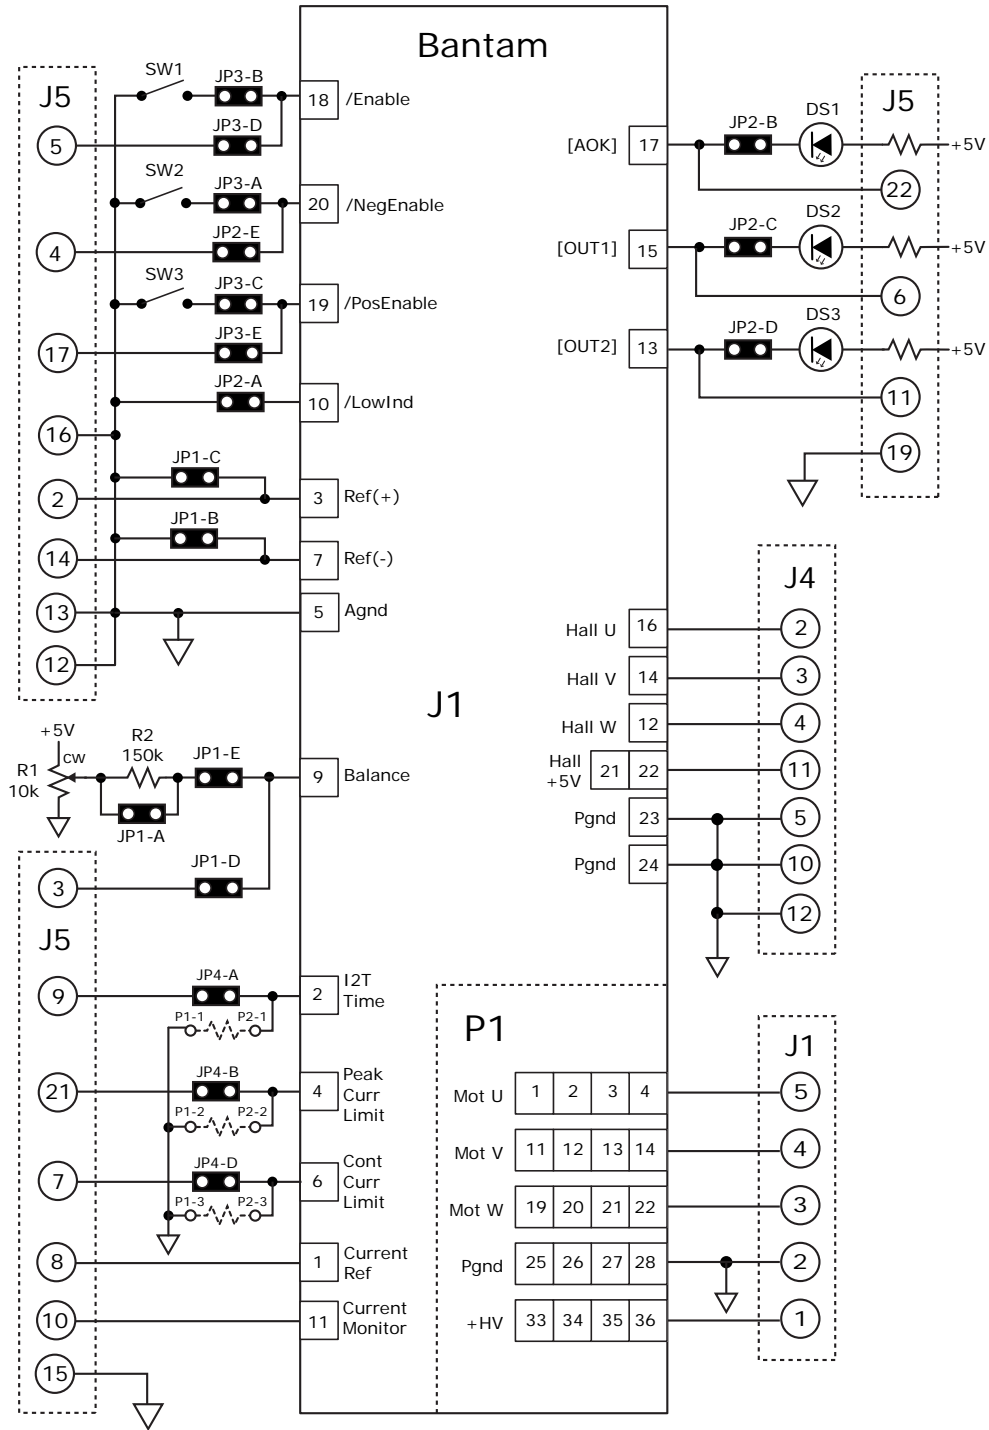 Bantam
J5
SW1
JP3-B
18
/Enable
5
JP3-D
SW2
JP3-A
20
/NegEnable
4
JP2-E
SW3
JP3-C
19
/PosEnable
17
JP3-E
JP2-A
10
/LowInd
16
JP1-C
2
3
Ref(+)
JP1-B
14
7
Ref(-)
13
5
Agnd
12
J5
[AOK]
17
JP2-B
DS1
+5V
22
[OUT1]
15
JP2-C
DS2
+5V
6
[OUT2]
13
JP2-D
DS3
+5V
11
19
J1
J4
Hall U
16
2
Hall V
14
3
Hall W
12
4
Hall
+5V
21
22
11
Pgnd
23
5
Pgnd
24
10
12
+5V
R1
10k
cw
R2
150k
JP1-E
9
Balance
JP1-A
JP1-D
3
J5
9
JP4-A
2
I2T
Time
P1-1
P2-1
21
JP4-B
4
Peak
Curr
Limit
P1-2
P2-2
7
JP4-D
6
Cont
Curr
Limit
P1-3
P2-3
8
1
Current
Ref
10
11
Current
Monitor
15
P1
J1
Mot U
1
2
3
4
5
Mot V
11
12
13
14
4
Mot W
19
20
21
22
3
Pgnd
25
26
27
28
2
+HV
33
34
35
36
1